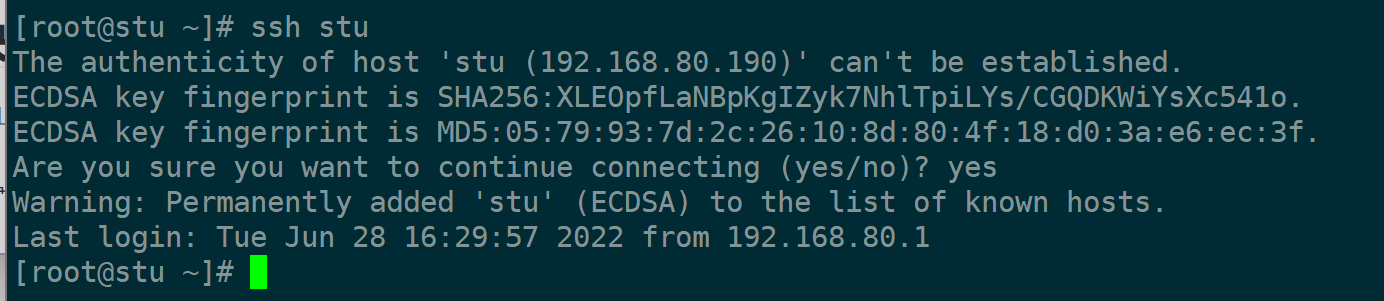 [root@stu ~]# ssh stu
The authenticity of host 'stu (192.168.80.190)' can't be established.
ECDSA key fingerprint is SHA256:XLEOpfLaNBpKgIZyk7NhlTpiLYs/CGQDKWiYsXc541o.
ECDSA key fingerprint is MD5:05:79:93:7d:2c:26:10:8d:80:4f:18:d0:3a:e6:ec:3f.
Are you sure you want to continue connecting (yes/no)? yes
Warning: Permanently added 'stu' (ECDSA) to the list of known hosts.
Last login: Tue Jun 28 16:29:57 2022 from 192.168.80.1
[root@stu ~]#